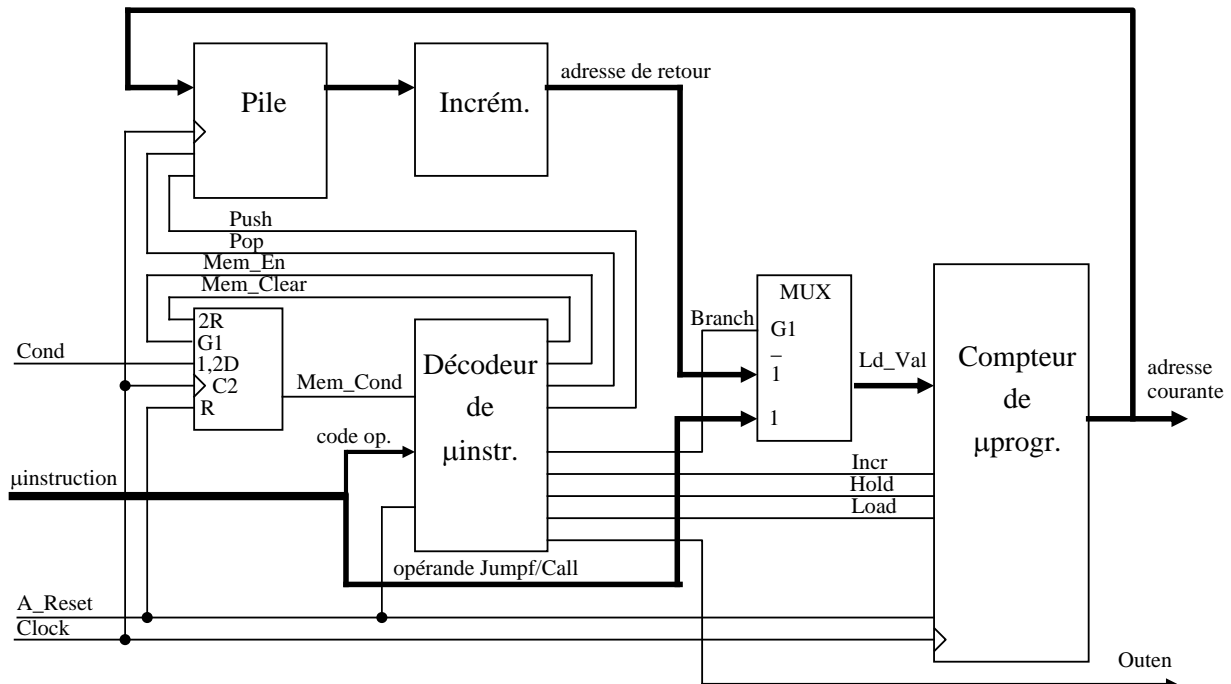 adresse de retour
Pile
Incrém.
Push
Pop
Mem_En
Mem_Clear
MUX
2R
G1
1,2D
C2
R
Cond
Mem_Cond
Décodeur
de
µinstr.
Branch
G1
1
1
Ld_Val
Compteur
de
µprogr.
adresse
courante
code op.
µinstruction
Incr
Hold
Load
opérande Jumpf/Call
A_Reset
Clock
Outen